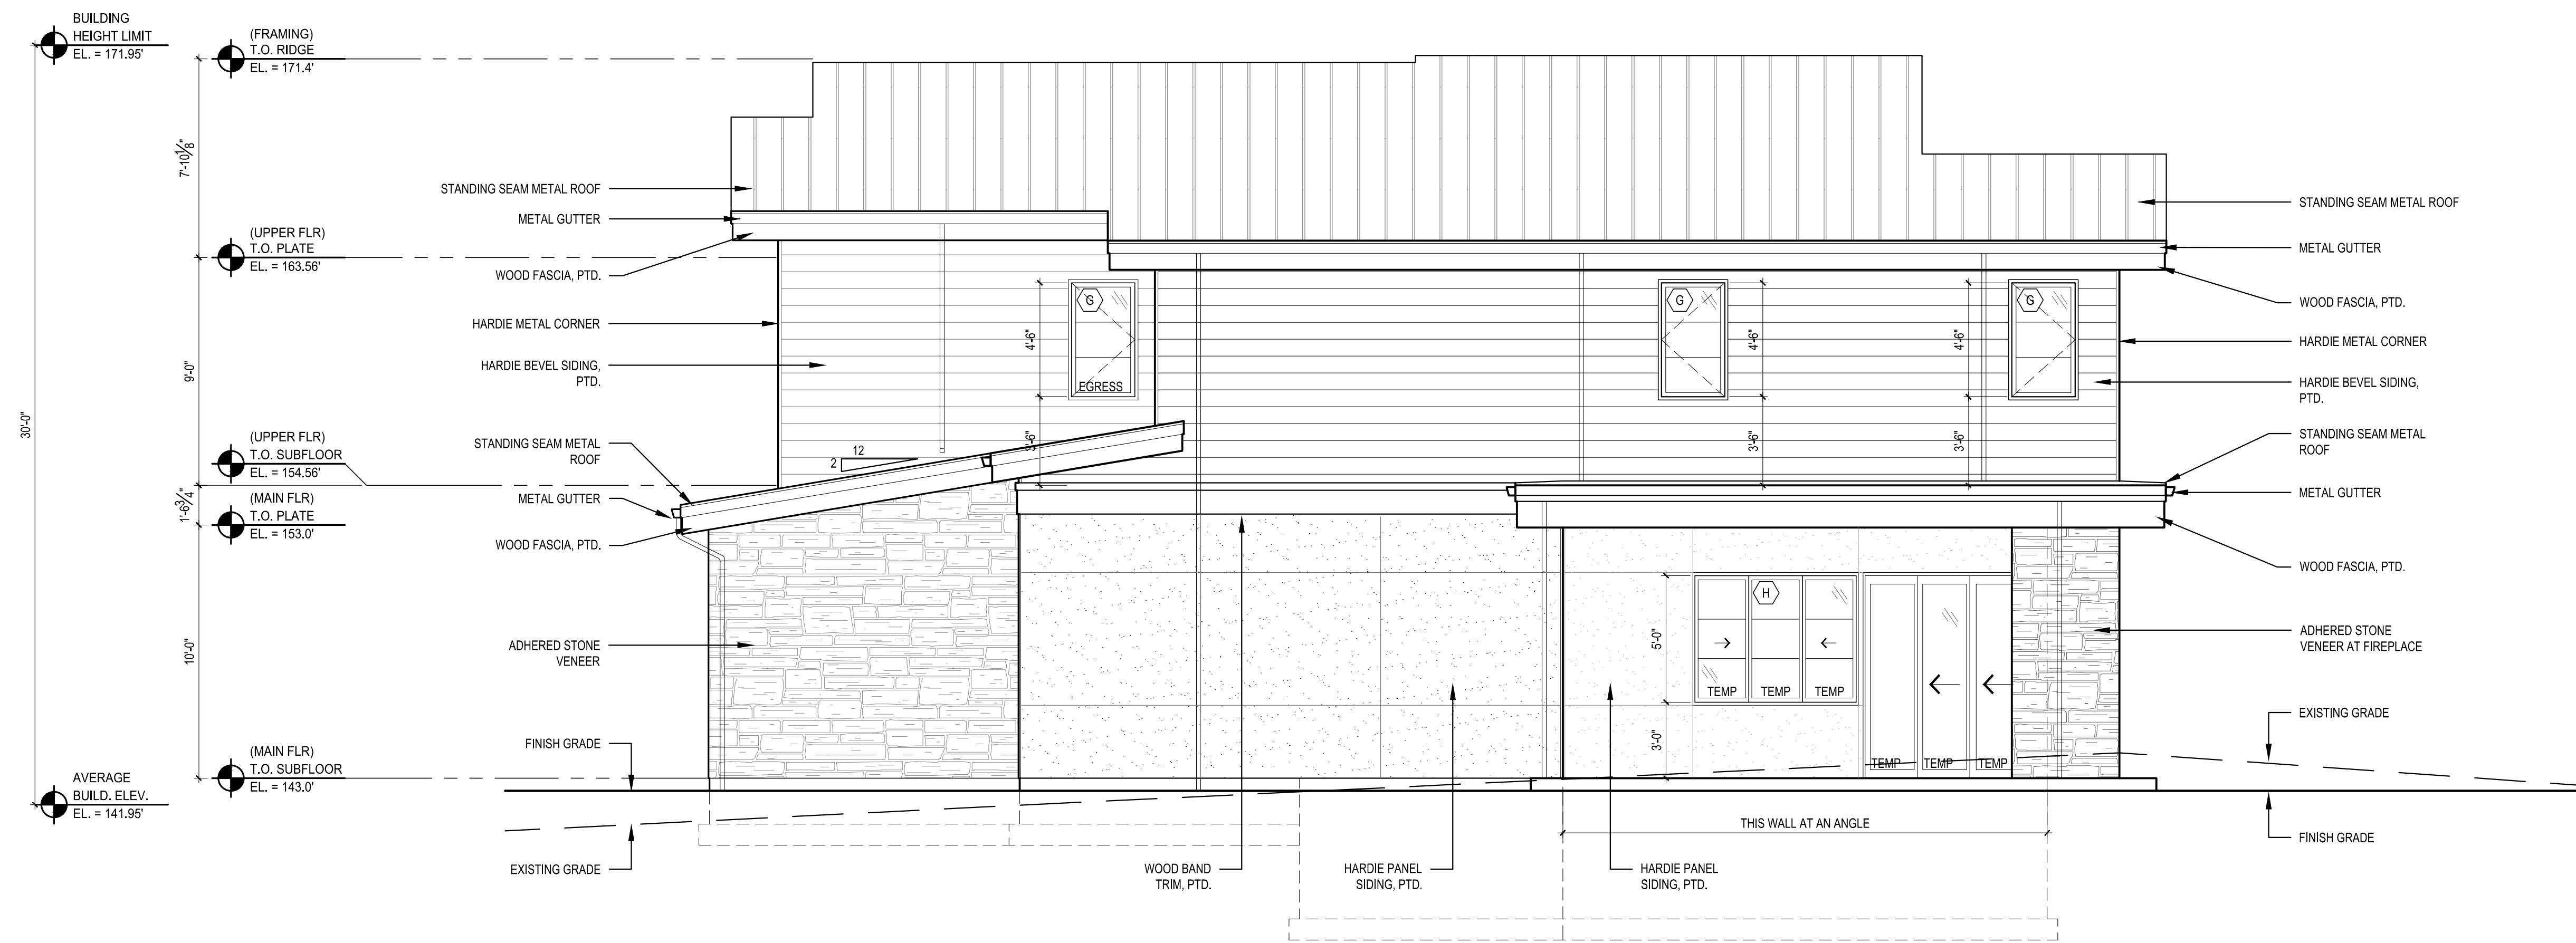 BUILDING
HEIGHT LIMIT
EL. = 171.95'
(FRAMING)
T.O. RIDGE
EL. = 171.4'
7'-10 1/8"
(UPPER FLR)
T.O. PLATE
EL. = 163.56'
9'-0"
30'-0"
(UPPER FLR)
T.O. SUBFLOOR
EL. = 154.56'
1'-6 3/4"
(MAIN FLR)
T.O. PLATE
EL. = 153.0'
10'-0"
(MAIN FLR)
T.O. SUBFLOOR
EL. = 143.0'
AVERAGE
BUILD. ELEV.
EL. = 141.95'
STANDING SEAM METAL ROOF
METAL GUTTER
WOOD FASCIA, PTD.
HARDIE METAL CORNER
HARDIE BEVEL SIDING,
PTD.
STANDING SEAM METAL
ROOF
METAL GUTTER
WOOD FASCIA, PTD.
ADHERED STONE
VENEER
FINISH GRADE
EXISTING GRADE
12
2
G
4'-6"
EGRESS
3'-6"
G
4'-6"
3'-6"
G
4'-6"
3'-6"
H
5'-0"
TEMP
TEMP
TEMP
3'-0"
TEMP
TEMP
TEMP
THIS WALL AT AN ANGLE
WOOD BAND
TRIM, PTD.
HARDIE PANEL
SIDING, PTD.
HARDIE PANEL
SIDING, PTD.
STANDING SEAM METAL ROOF
METAL GUTTER
WOOD FASCIA, PTD.
HARDIE METAL CORNER
HARDIE BEVEL SIDING,
PTD.
STANDING SEAM METAL
ROOF
METAL GUTTER
WOOD FASCIA, PTD.
ADHERED STONE
VENEER AT FIREPLACE
EXISTING GRADE
FINISH GRADE